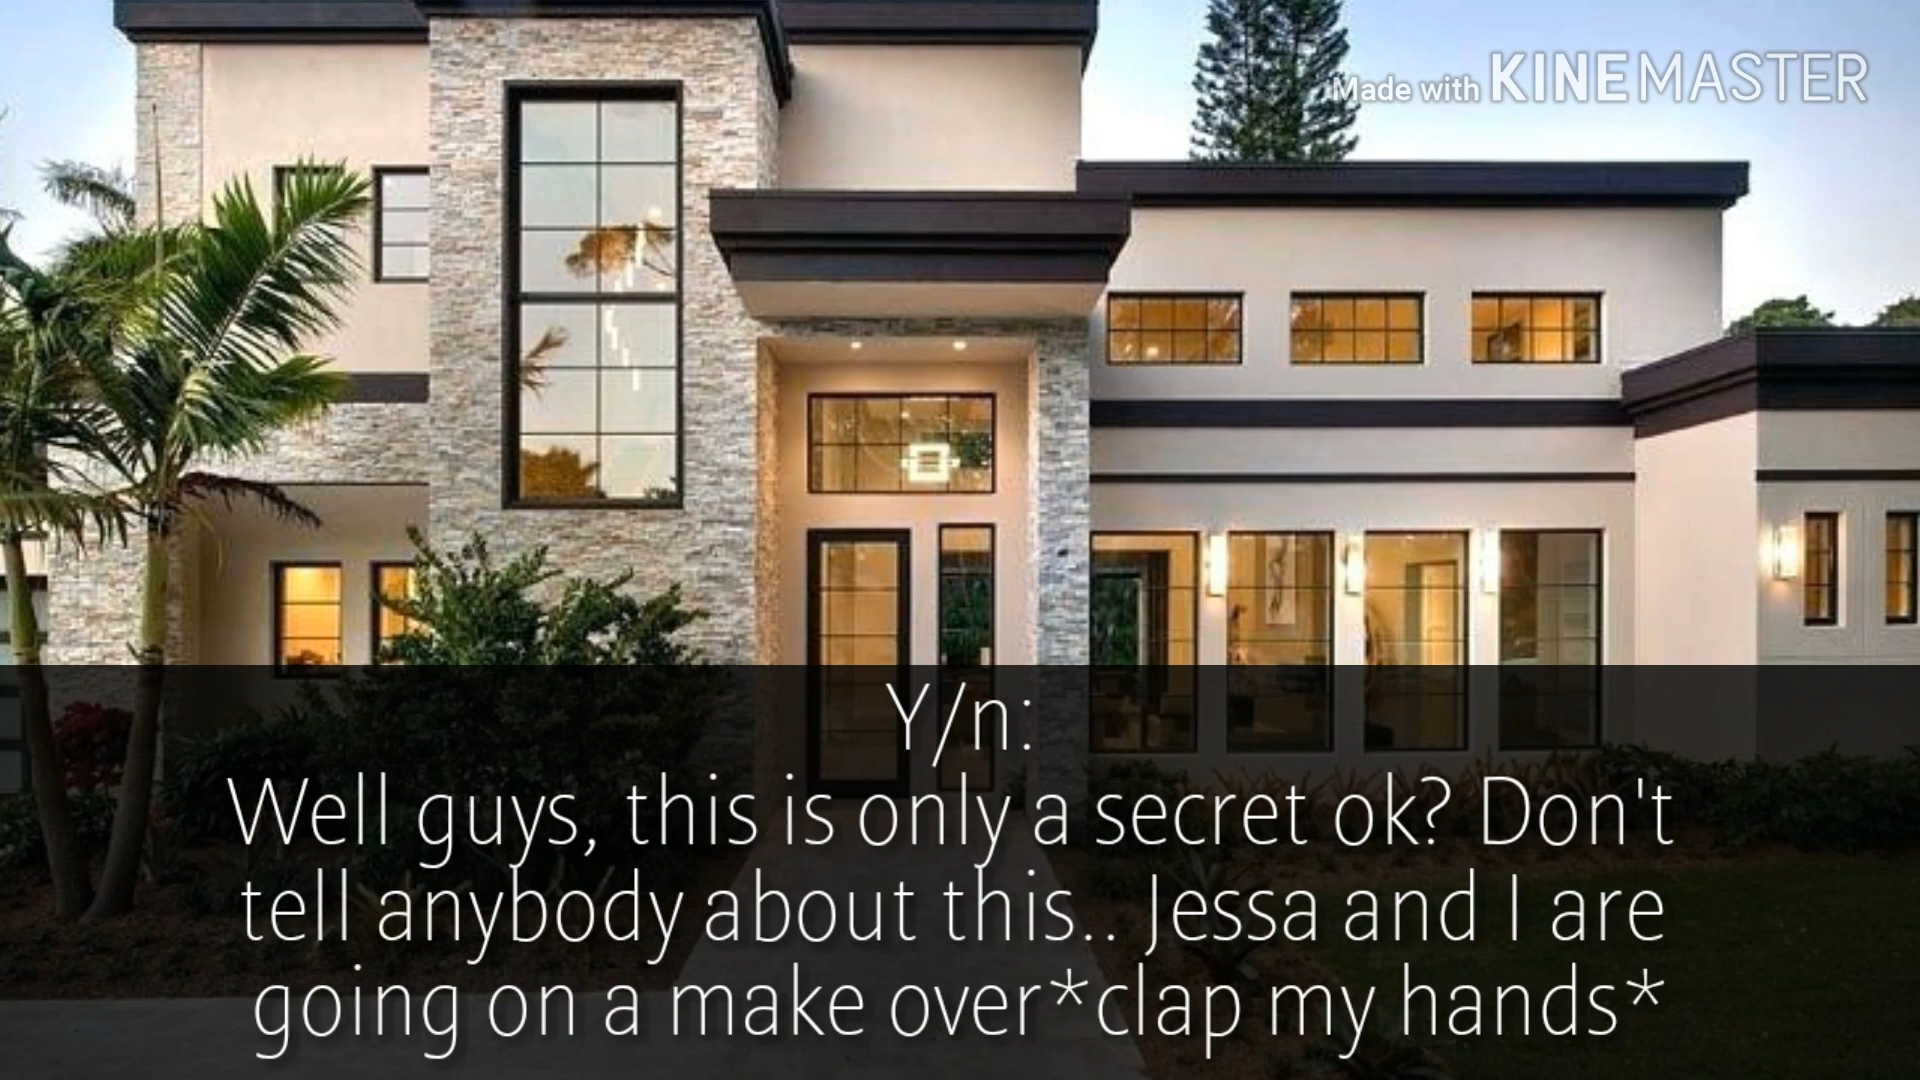 Made with KINEMASTER
Y/n:
Well guys, this is only a secret ok? Don't
tell anybody about this.. Jessa and I are
going on a make over*clap my hands*